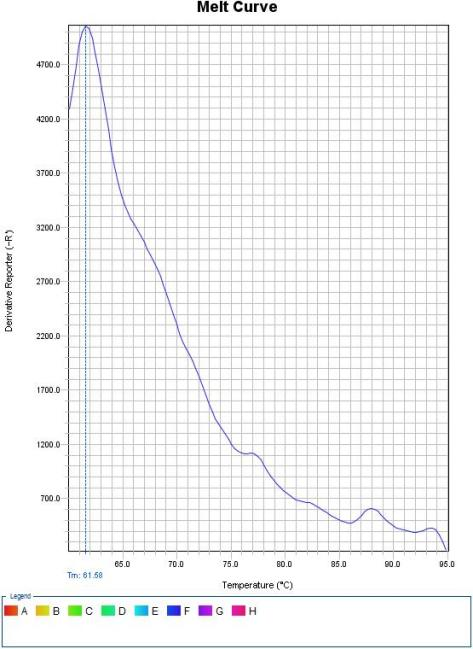 Melt Curve
Derivative Reporter (-R')
4700.0
4200.0
3700.0
3200.0
2700.0
2200.0
1700.0
1200.0
700.0
65.0 70.0 75.0 80.0 85.0 90.0 95.0
Tm: 61.58
Temperature (°C)
Legend
A B C D E F G H